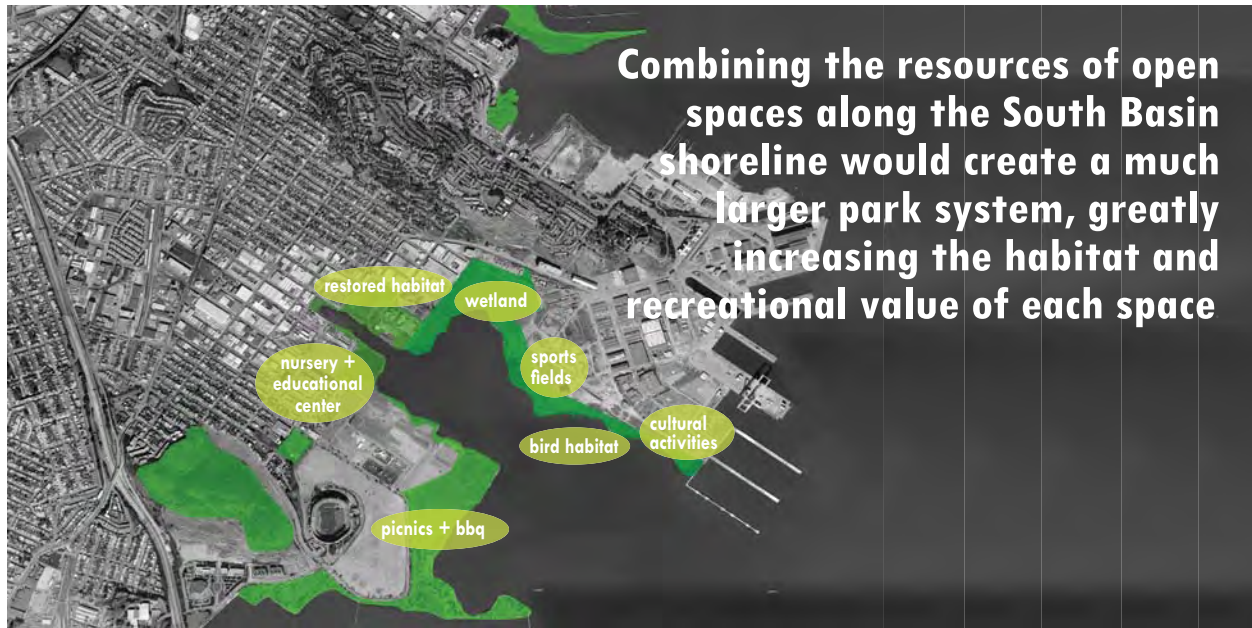 Combining the resources of open
spaces along the South Basin
shoreline would create a much
larger park system, greatly
increasing the habitat and
recreational value of each space
restored habitat
wetland
nursery +
educational
center
sports
fields
bird habitat
cultural
activities
picnics + bbq